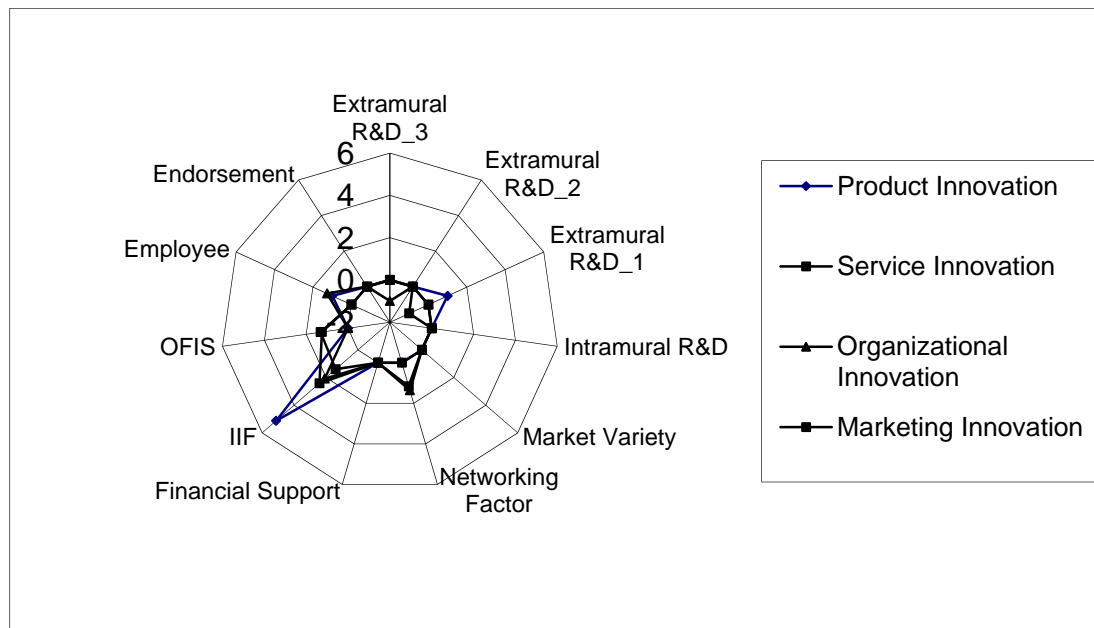 Extramural
R&D_3
Extramural
R&D_2
Extramural
R&D_1
Intramural R&D
Market Variety
Networking
Factor
Financial Support
IIF
OFIS
Employee
Endorsement
6
4
2
0
-2
Product Innovation
Service Innovation
Organizational
Innovation
Marketing Innovation